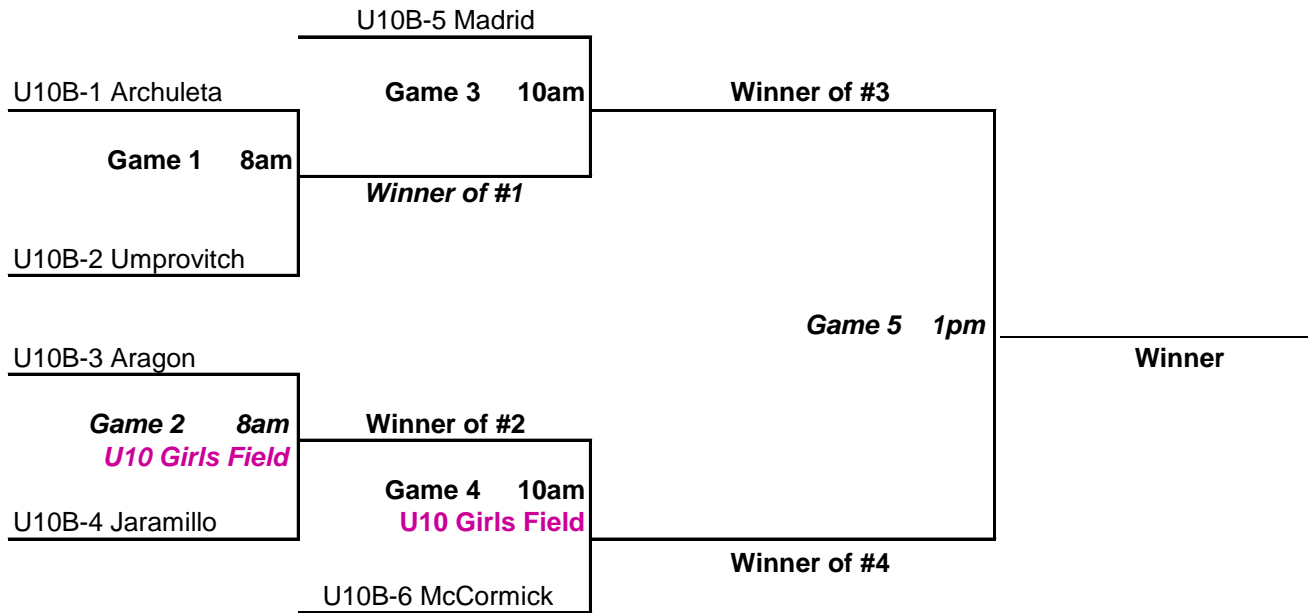 U10B-5 Madrid
U10B-1 Archuleta
Game 3 10am
Winner of #3
Game 1 8am
Winner of #1
U10B-2 Umprovitch
Game 5 1pm
Winner
U10B-3 Aragon
Game 2 8am
U10 Girls Field
Winner of #2
Game 4 10am
U10 Girls Field
U10B-4 Jaramillo
Winner of #4
U10B-6 McCormick